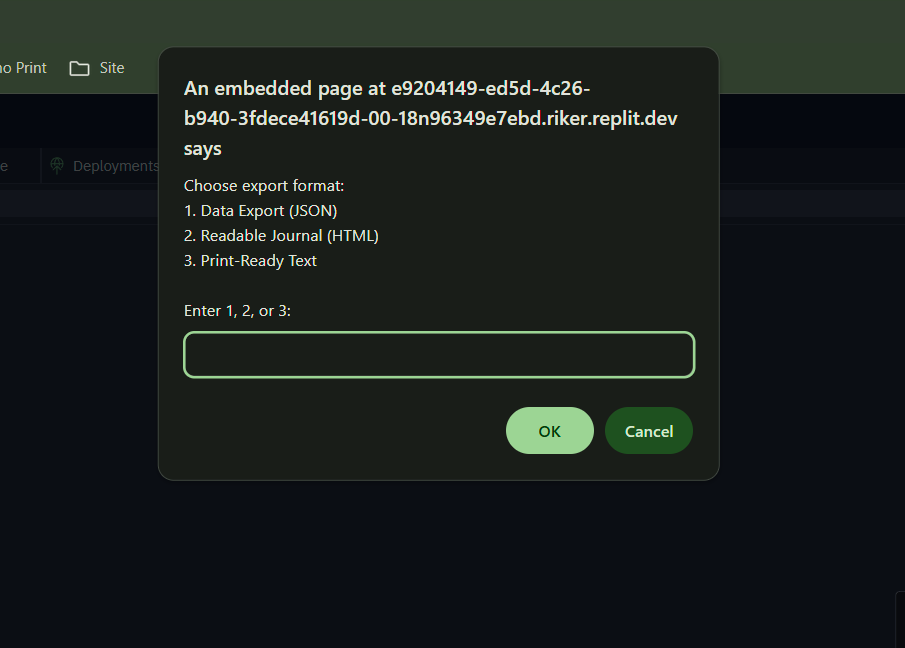 no Print
Site
An embedded page at e9204149-ed5d-4c26-
b940-3fdece41619d-00-18n96349e7ebd.riker.replit.dev
says
e
Deployments
Choose export format:
1. Data Export (JSON)
2. Readable Journal (HTML)
3. Print-Ready Text
Enter 1, 2, or 3:
OK
Cancel